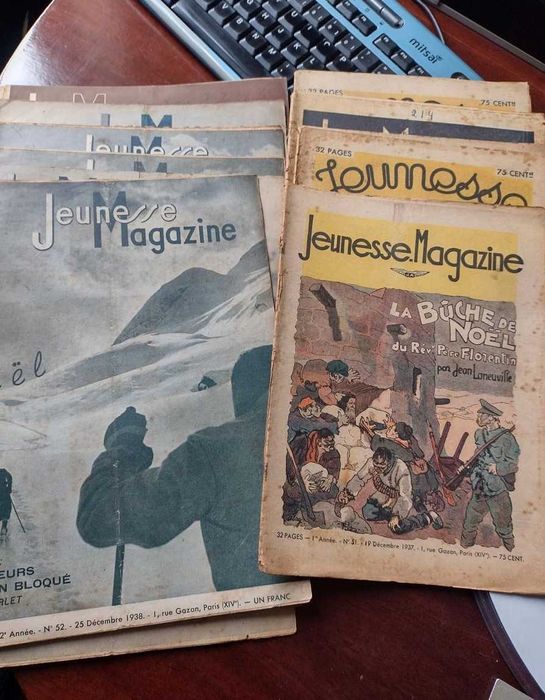 mitsai
Jeunesse
Jeunesse
Magazine
ël
EURS
N BLOQUÉ
RLET
2e Année. - N° 52. - 25 Décembre 1938. - 1, rue Gazan, Paris (XIVe). — UN FRANC
32 PAGES
75 CENT!!
214
32 PAGES
75 CENT!!
Jeunesse
Jeunesse-Magazine
LA BÛCHE DE
NOËL
du Rév! Père Florentin
par Jean Laneuville
32 PAGES - 1re Année. - N° 51. - 19 Décembre 1937. - 1, rue Gazan, Paris (XIVe) - 75 CENT.